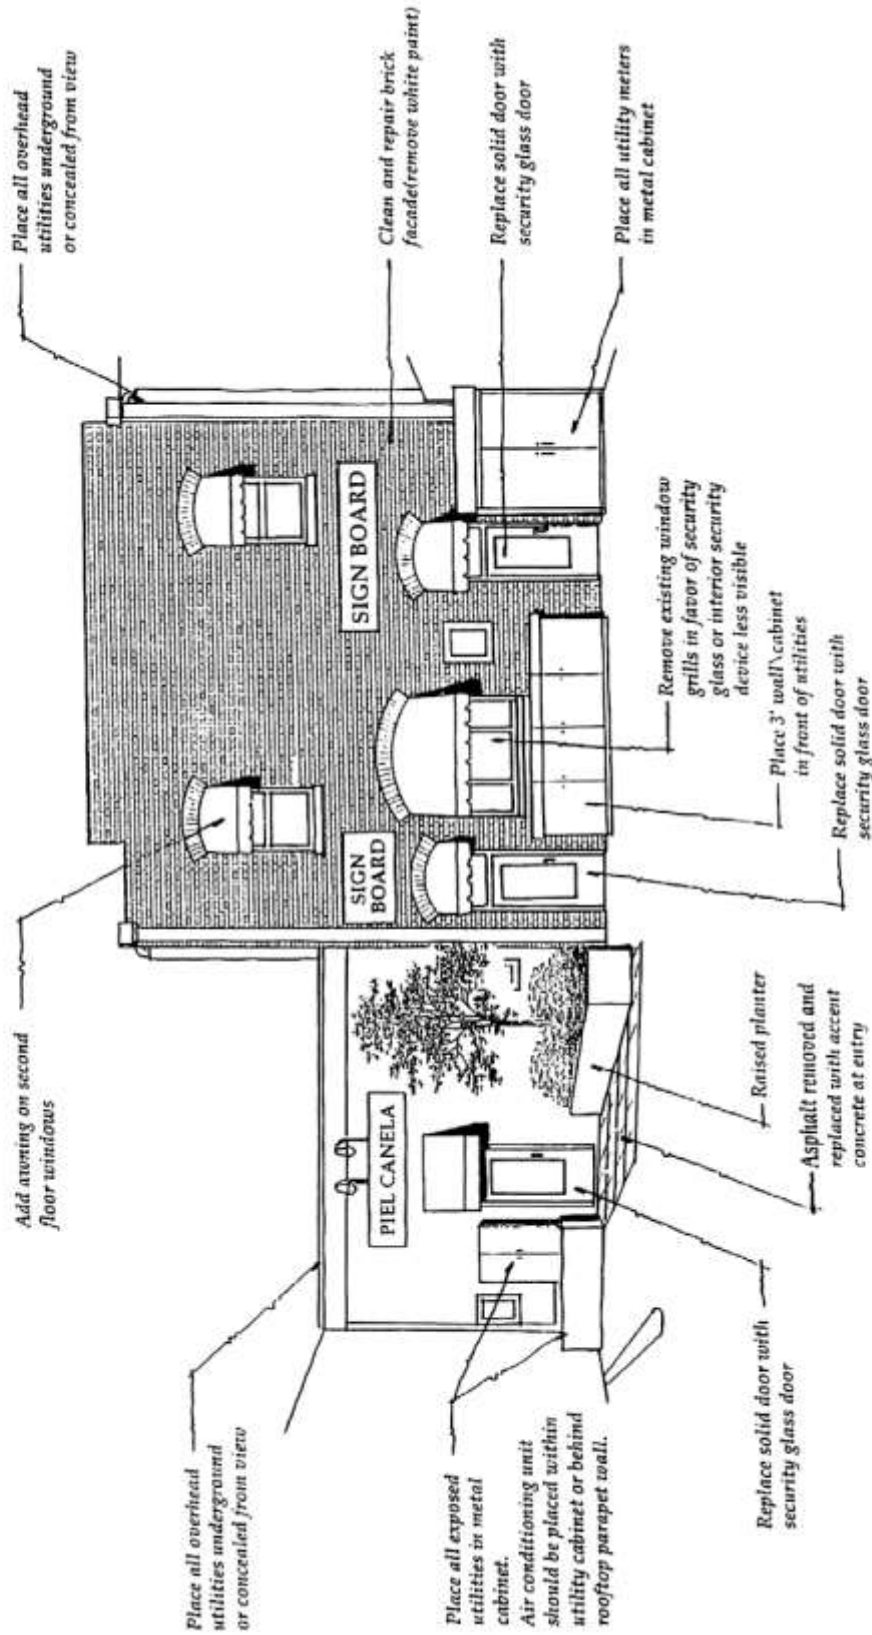 Place all overhead
utilities underground
or concealed from view
Add awning on second
floor windows
Place all overhead
utilities underground
or concealed from view
Clean and repair brick
facade(remove white paint)
Replace solid door with
security glass door
Place all utility meters
in metal cabinet
SIGN BOARD
SIGN
BOARD
PIEL CANELA
Place all exposed
utilities in metal
cabinet.
Air conditioning unit
should be placed within
utility cabinet or behind
rooftop parapet wall.
Replace solid door with
security glass door
Asphalt removed and
replaced with accent
concrete at entry
Raised planter
Replace solid door with
security glass door
Place 3' wall\cabinet
in front of utilities
Remove existing window
grills in favor of security
glass or interior security
device less visible